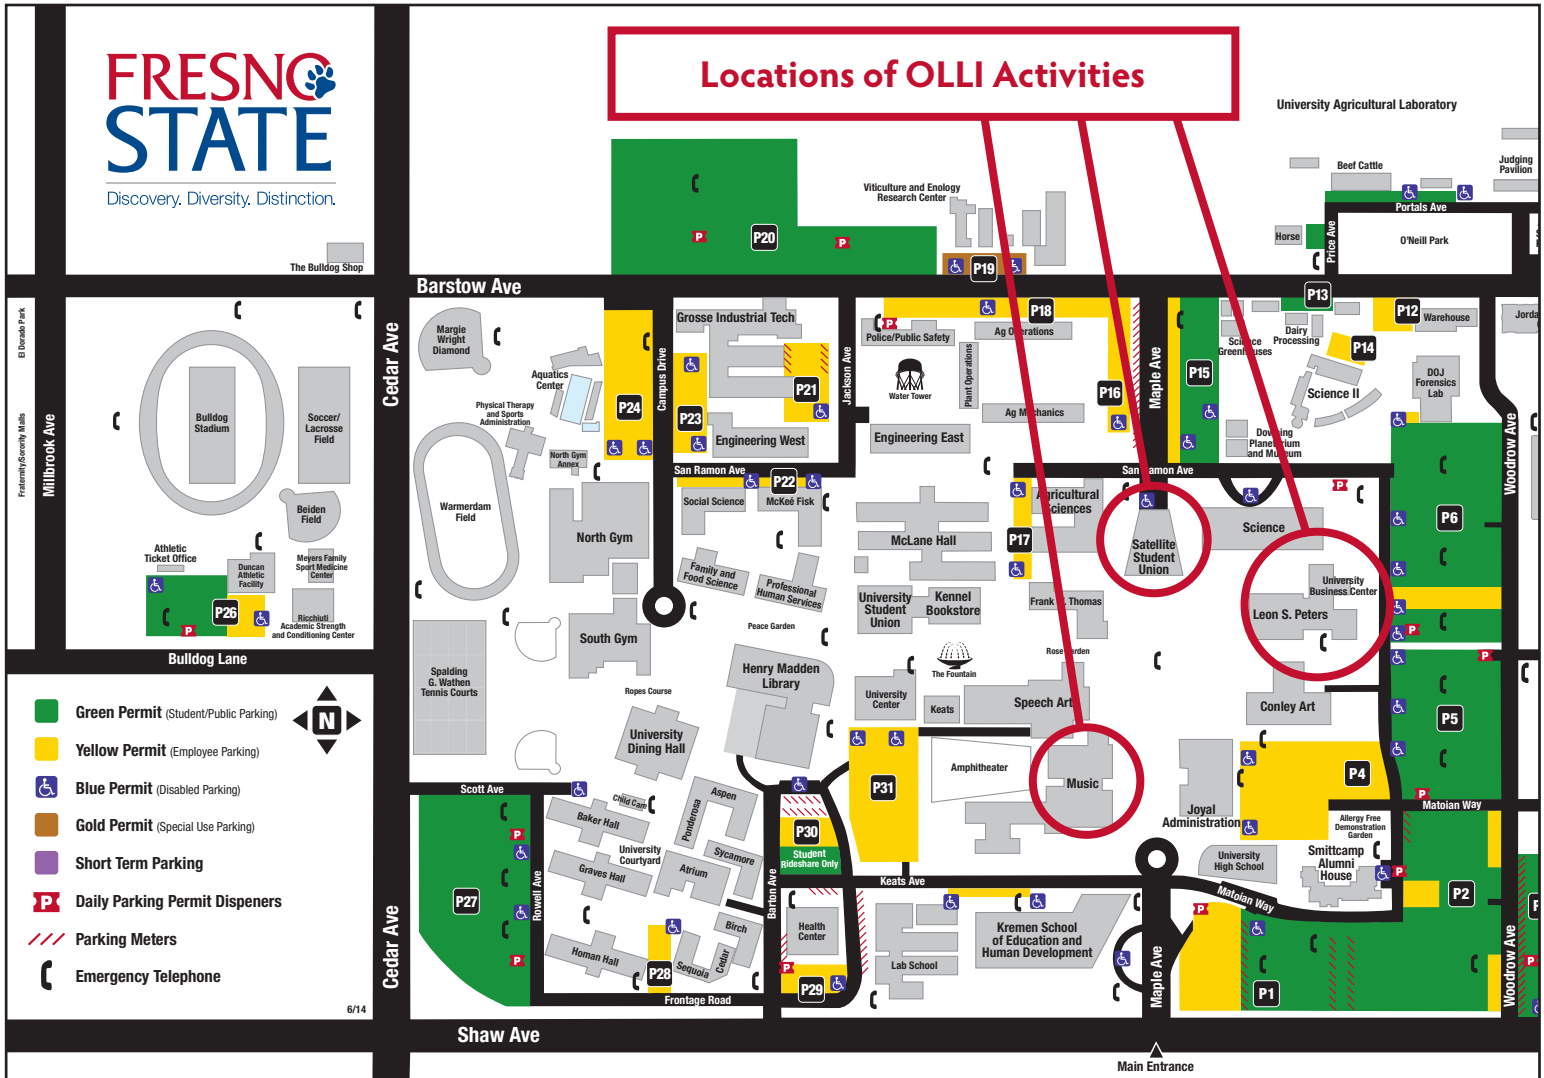 FRESNO
STATE
Discovery. Diversity. Distinction.
Locations of OLLI Activities
University Agricultural Laboratory
Beef Cattle
Judging
Pavilion
Portals Ave
Horse
Price Ave
O'Neill Park
Viticulture and Enology
Research Center
P
P20
P
P19
The Bulldog Shop
Barstow Ave
P13
El Dorado Park
Fraternity/Sorority Malls
Millbrook Ave
Cedar Ave
Bulldog
Stadium
Soccer/
Lacrosse
Field
Beiden
Field
Athletic
Ticket Office
Duncan
Athletic
Facility
Meyers Family
Sport Medicine
Center
Ricchiuti
Academic Strength
and Conditioning Center
P26
P
Bulldog Lane
Margie
Wright
Diamond
Aquatics
Center
Physical Therapy
and Sports
Administration
North Gym
Annex
Warmerdam
Field
North Gym
South Gym
Spalding
G. Wathen
Tennis Courts
P24
Campus Drive
Grosse Industrial Tech
P21
P23
Engineering West
San Ramon Ave
P22
Social Science
McKee Fisk
Family and
Food Science
Professional
Human Services
Peace Garden
Jackson Ave
P
Police/Public Safety
Water Tower
Plant Operations
P18
Ag Operations
Ag Mechanics
Engineering East
P16
Maple Ave
P15
Science
Greenhouses
Dairy
Processing
P12
Warehouse
Jorda
P14
Science II
DOJ
Forensics
Lab
Downing
Planetarium
and Museum
Woodrow Ave
San Ramon Ave
P
McLane Hall
P17
Agricultural
Sciences
Satellite
Student
Union
Science
P6
University
Business Center
Leon S. Peters
P
P
University
Student
Union
Kennel
Bookstore
Frank W. Thomas
Rose Garden
The Fountain
Henry Madden
Library
University
Center
Keats
Speech Art
Conley Art
P5
P
Ropes Course
University
Dining Hall
P31
Amphitheater
Music
Joyal
Administration
P4
Matoian Way
Allergy Free
Demonstration
Garden
Smittcamp
Alumni
House
University
High School
P
P2
Scott Ave
Child Care
Baker Hall
University
Courtyard
Graves Hall
Homan Hall
Ponderosa
Aspen
Sycamore
Atrium
Birch
Sequoia
Cedar
P30
Student
Rideshare Only
Barton Ave
Keats Ave
Matoian Way
P
P27
P
P
Rowell Ave
P28
Health
Center
P
P29
Lab School
Kremen School
of Education and
Human Development
Maple Ave
P1
P
Woodrow Ave
Frontage Road
Cedar Ave
Shaw Ave
Main Entrance
N
Green Permit (Student/Public Parking)
Yellow Permit (Employee Parking)
Blue Permit (Disabled Parking)
Gold Permit (Special Use Parking)
Short Term Parking
P Daily Parking Permit Dispeners
Parking Meters
Emergency Telephone
6/14